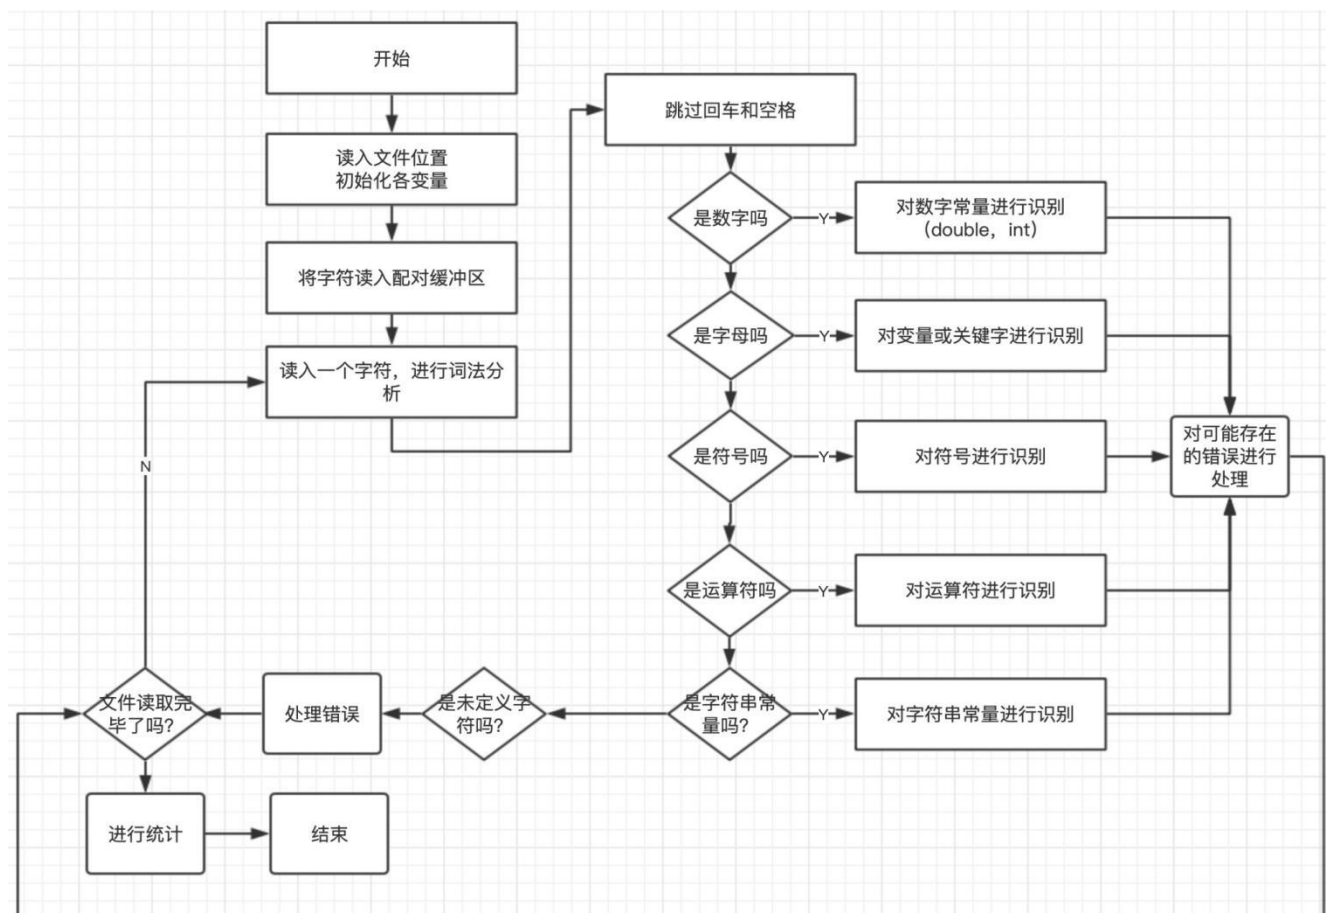 开始
读入文件位置
初始化各变量
将字符读入配对缓冲区
读入一个字符，进行词法分
析
跳过回车和空格
是数字吗
Y
对数字常量进行识别
（double，int）
是字母吗
Y
对变量或关键字进行识别
是符号吗
Y
对符号进行识别
对可能存在
的错误进行
处理
是运算符吗
Y
对运算符进行识别
是字符串常
量吗？
Y
对字符串常量进行识别
是未定义字
符吗？
处理错误
文件读取完
毕了吗？
N
进行统计
结束